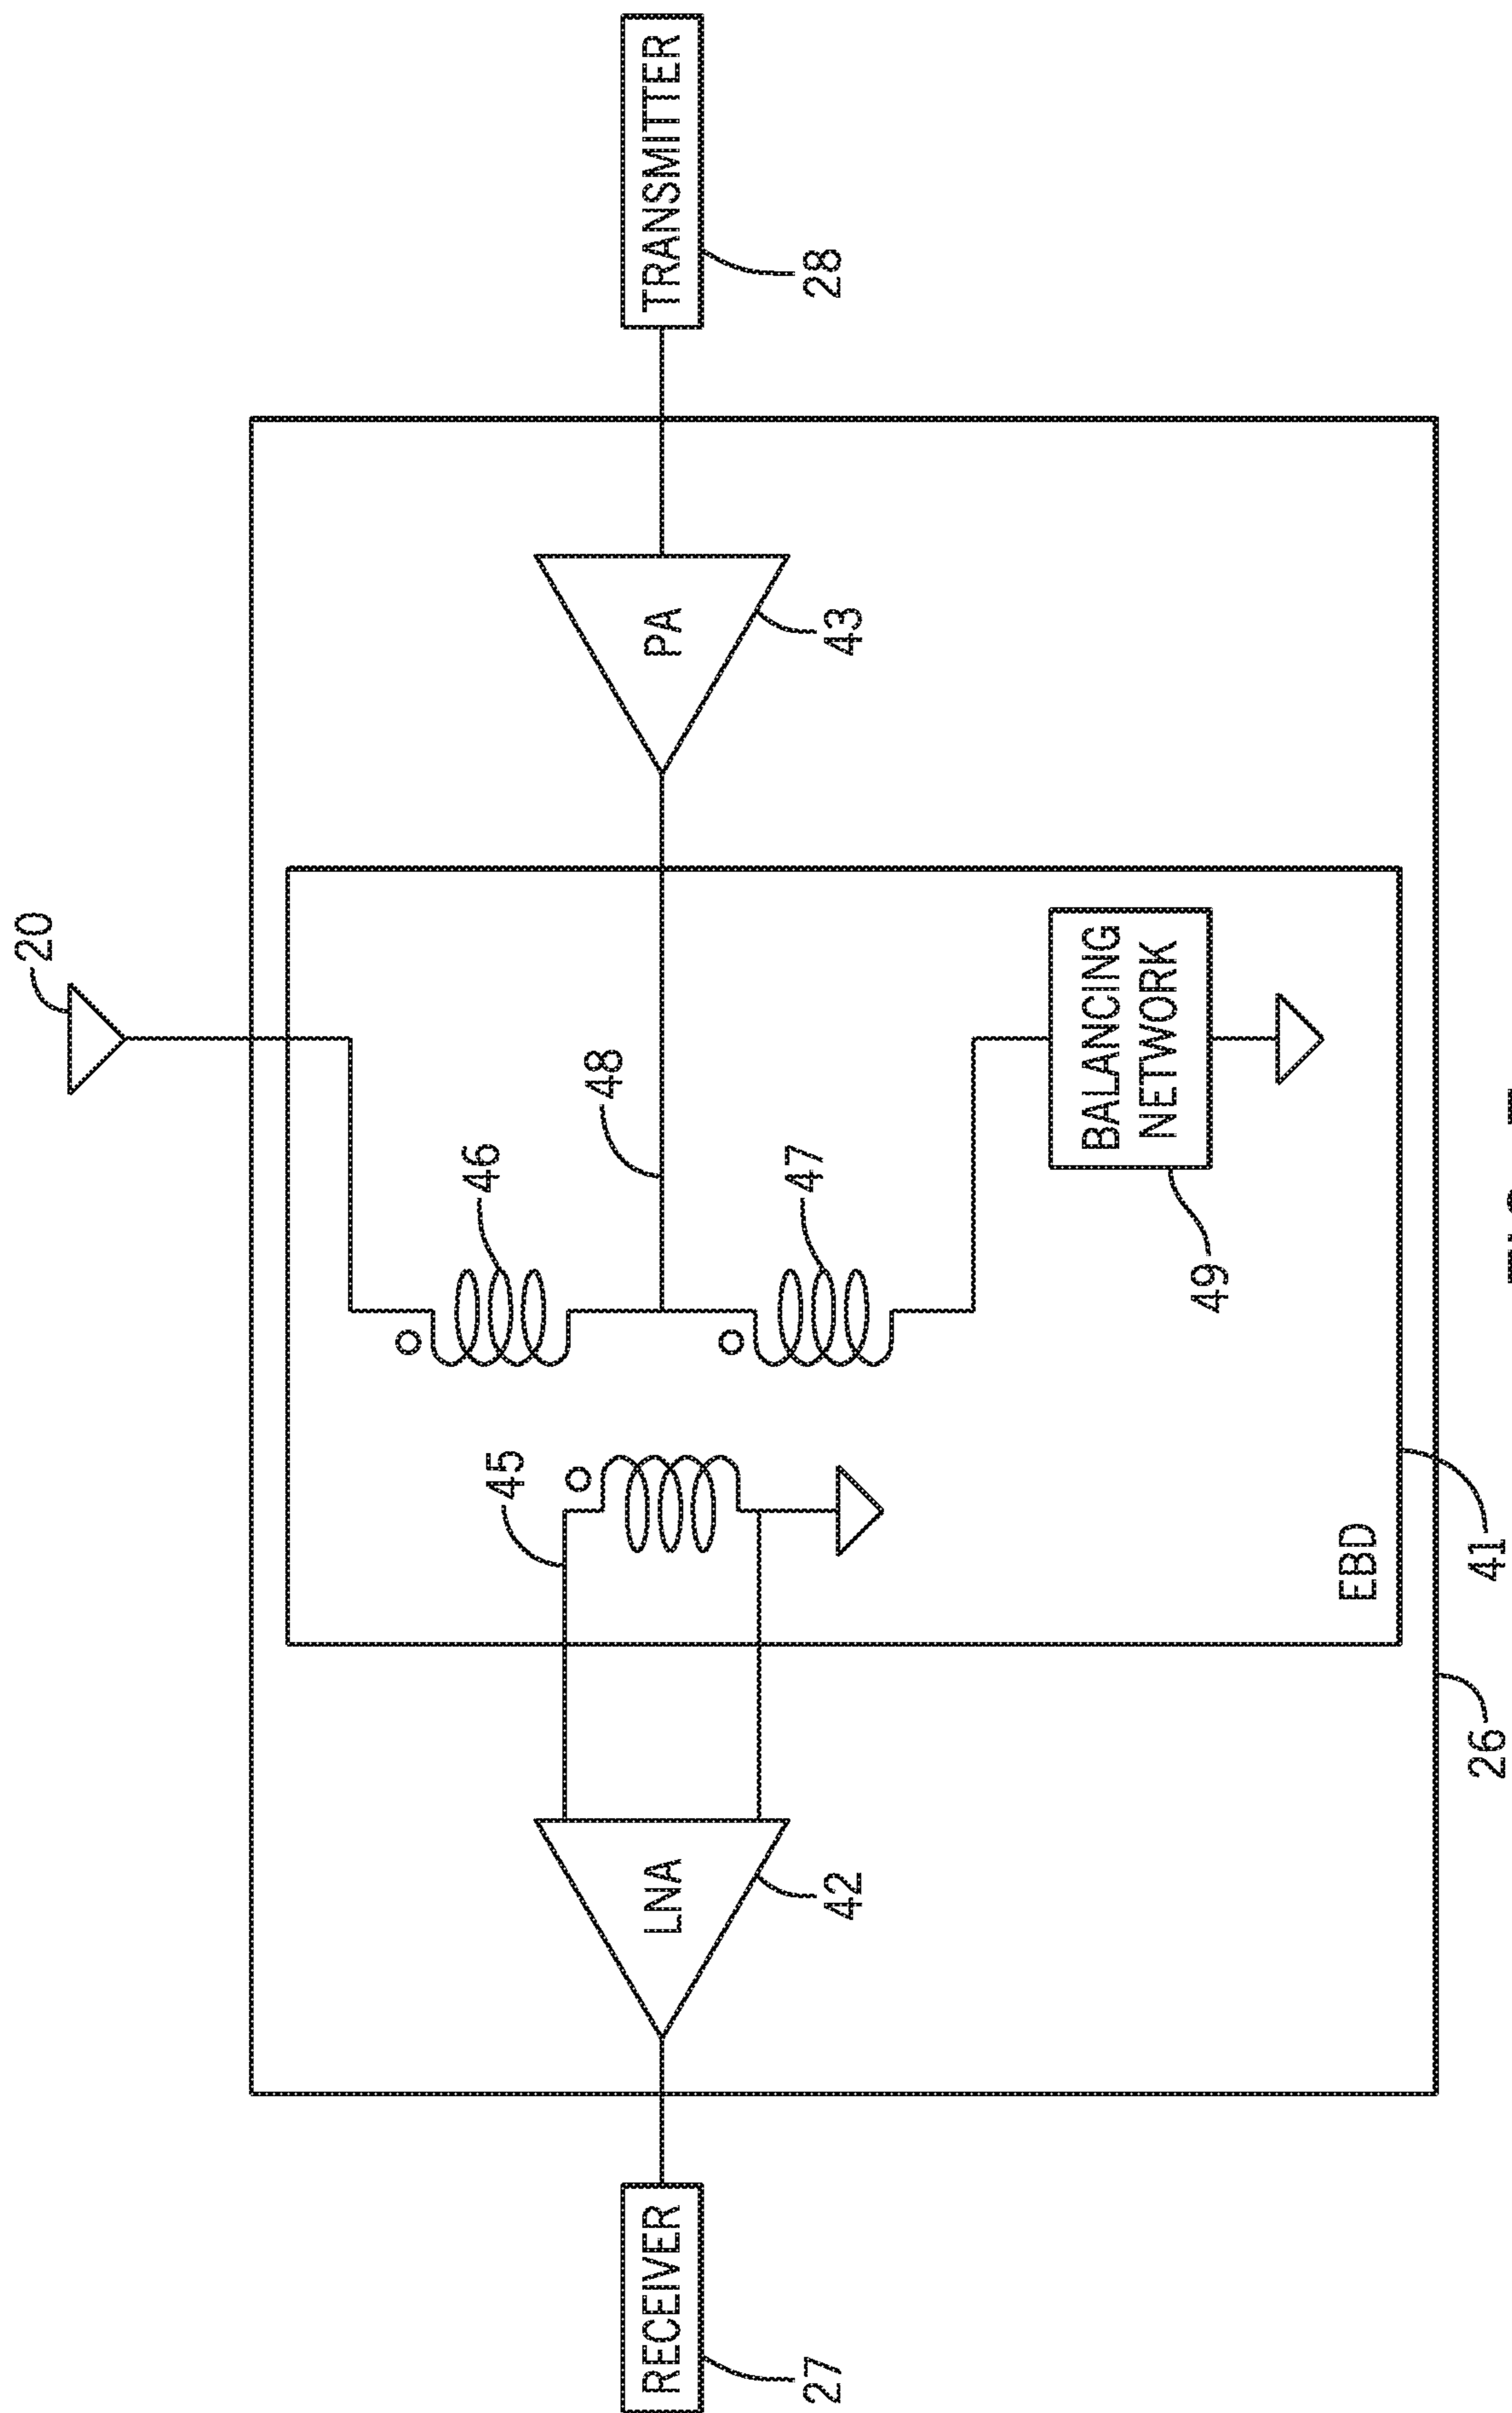 TRANSMITTER
28
20
PA
43
48
46
47
BALANCING
NETWORK
49
45
EBD
41
26
LNA
42
RECEIVER
27